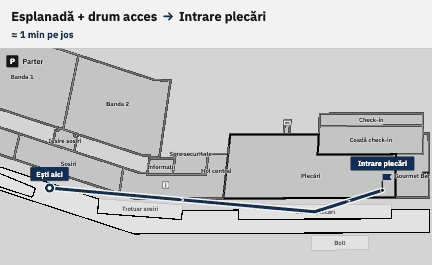 Esplanadă + drum acces → Intrare plecări
≈ 1 min pe jos
P Parter
Banda 1
Banda 2
Check-in
Coadă check-in
Ieșire sosiri
Spre securitate
Sosiri
Informații
Hol central
Intrare plecări
Ești aici
Plecări
Gourmet Bar
Trotuar sosiri
Bolt